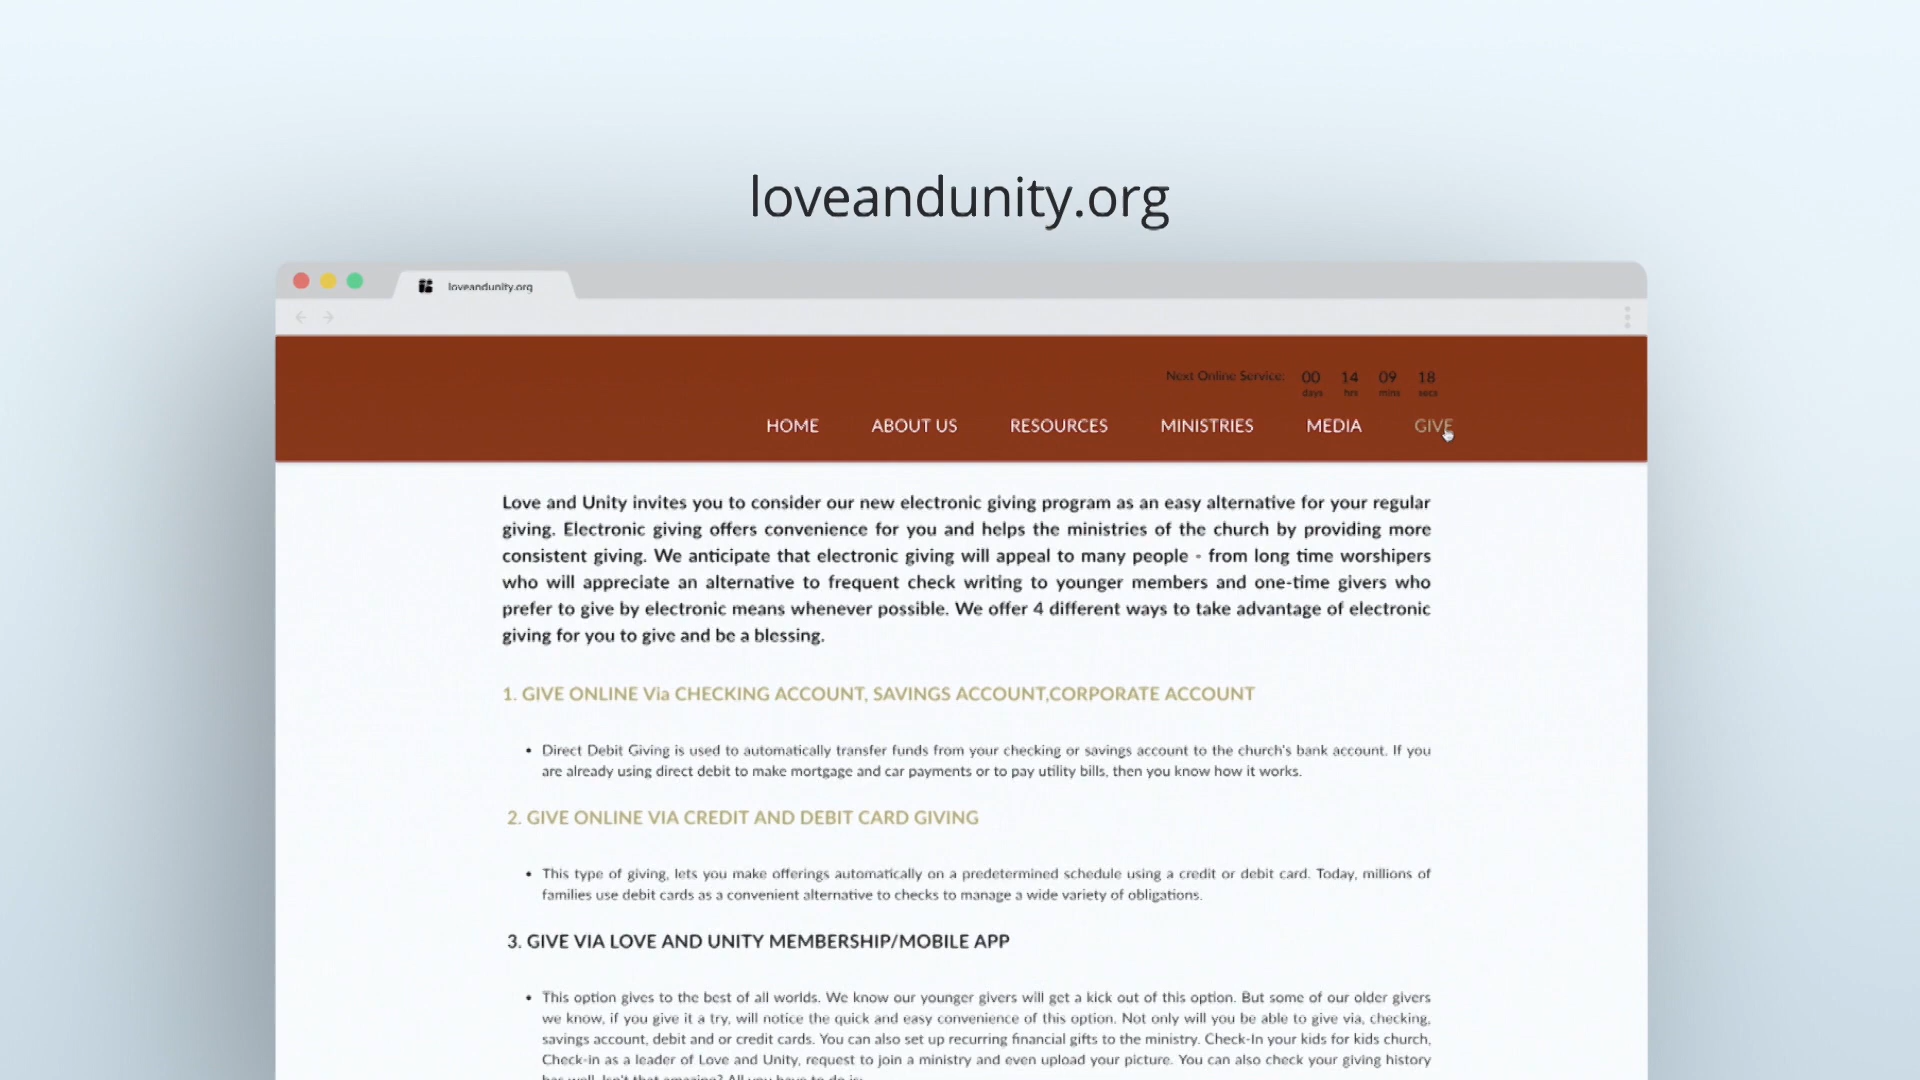 loveandunity.org
loveandunity.org
Next Online Service: 00 14 09 18
days hrs mins secs
HOME ABOUT US RESOURCES MINISTRIES MEDIA GIVE
Love and Unity invites you to consider our new electronic giving program as an easy alternative for your regular
giving. Electronic giving offers convenience for you and helps the ministries of the church by providing more
consistent giving. We anticipate that electronic giving will appeal to many people - from long time worshipers
who will appreciate an alternative to frequent check writing to younger members and one-time givers who
prefer to give by electronic means whenever possible. We offer 4 different ways to take advantage of electronic
giving for you to give and be a blessing.
1. GIVE ONLINE Via CHECKING ACCOUNT, SAVINGS ACCOUNT,CORPORATE ACCOUNT
• Direct Debit Giving is used to automatically transfer funds from your checking or savings account to the church's bank account. If you
are already using direct debit to make mortgage and car payments or to pay utility bills, then you know how it works.
2. GIVE ONLINE VIA CREDIT AND DEBIT CARD GIVING
• This type of giving, lets you make offerings automatically on a predetermined schedule using a credit or debit card. Today, millions of
families use debit cards as a convenient alternative to checks to manage a wide variety of obligations.
3. GIVE VIA LOVE AND UNITY MEMBERSHIP/MOBILE APP
• This option gives to the best of all worlds. We know our younger givers will get a kick out of this option. But some of our older givers
we know, if you give it a try, will notice the quick and easy convenience of this option. Not only will you be able to give via, checking,
savings account, debit and or credit cards. You can also set up recurring financial gifts to the ministry. Check-In your kids for kids church,
Check-in as a leader of Love and Unity, request to join a ministry and even upload your picture. You can also check your giving history
has well. Isn't that amazing? All you have to do is: